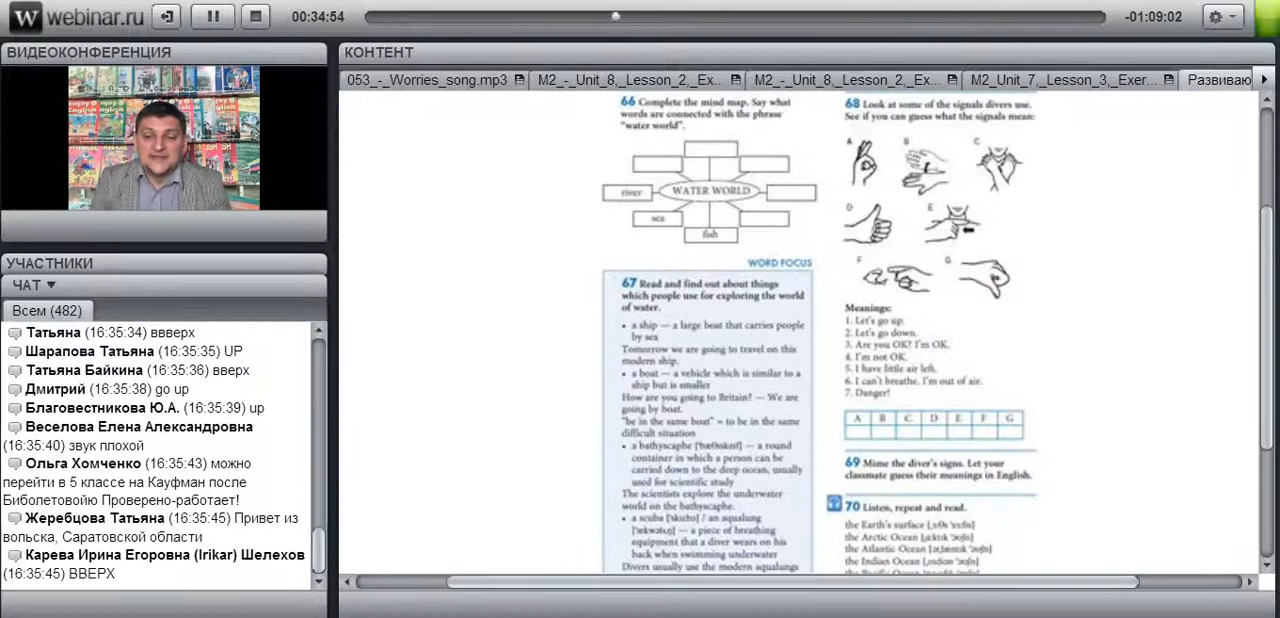 webinar.ru
00:34:54
-01:09:02
ВИДЕОКОНФЕРЕНЦИЯ
УЧАСТНИКИ
ЧАТ ▼
Всем (482)
Татьяна (16:35:34) ввверх
Шарапова Татьяна (16:35:35) UP
Татьяна Байкина (16:35:36) вверх
Дмитрий (16:35:38) go up
Благовестникова Ю.А. (16:35:39) up
Веселова Елена Александровна
(16:35:40) звук ппохой
Ольга Хомченко (16:35:43) можно
перейти в 5 классе на Кауфман после
Биболетовойю Проверено-работает!
Жеребцова Татьяна (16:35:45) Привет из
вольска, Саратовской области
Каева Ирина Егоровна (Irikar) Шелехов
(16:35:45) ВВЕРХ
КОНТЕНТ
053_-_Worries_song.mp3
M2_-_Unit_8,_Lesson_2,_Ex...
M2_-_Unit_8,_Lesson_2,_Ex...
M2_Unit_7,_Lesson_3,_Exer...
Развиваю
66 Complete the mind map. Say what
words are connected with the phrase
"water world".
river
WATER WORLD
sea
fish
WORD FOCUS
67 Read and find out about things
which people use for exploring the world
of water.
• a ship — a large boat that carries people
by sea
Tomorrow we are going to travel on this
modern ship.
• a boat — a vehicle which is similar to a
ship but is smaller
How are you going to Britain? — We are
going by boat.
"be in the same boat" = to be in the same
difficult situation
• a bathyscaphe — a round
container in which a person can be
carried down to the deep ocean, usually
used for scientific study
The scientists explore the underwater
world on the bathyscaphe.
• a scuba / an aqualung
— a piece of breathing
equipment that a diver wears on his
back when swimming underwater
Divers usually use the modern aqualungs
68 Look at some of the signals divers use.
See if you can guess what the signals mean:
A B C
D E
F G
Meanings:
1. Let's go up.
2. Let's go down.
3. Are you OK? I'm OK.
4. I'm not OK.
5. I have little air left.
6. I can't breathe. I'm out of air.
7. Danger!
A B C D E F G
69 Mime the diver's signs. Let your
classmate guess their meanings in English.
70 Listen, repeat and read.
the Earth's surface
the Arctic Ocean
the Atlantic Ocean
the Indian Ocean